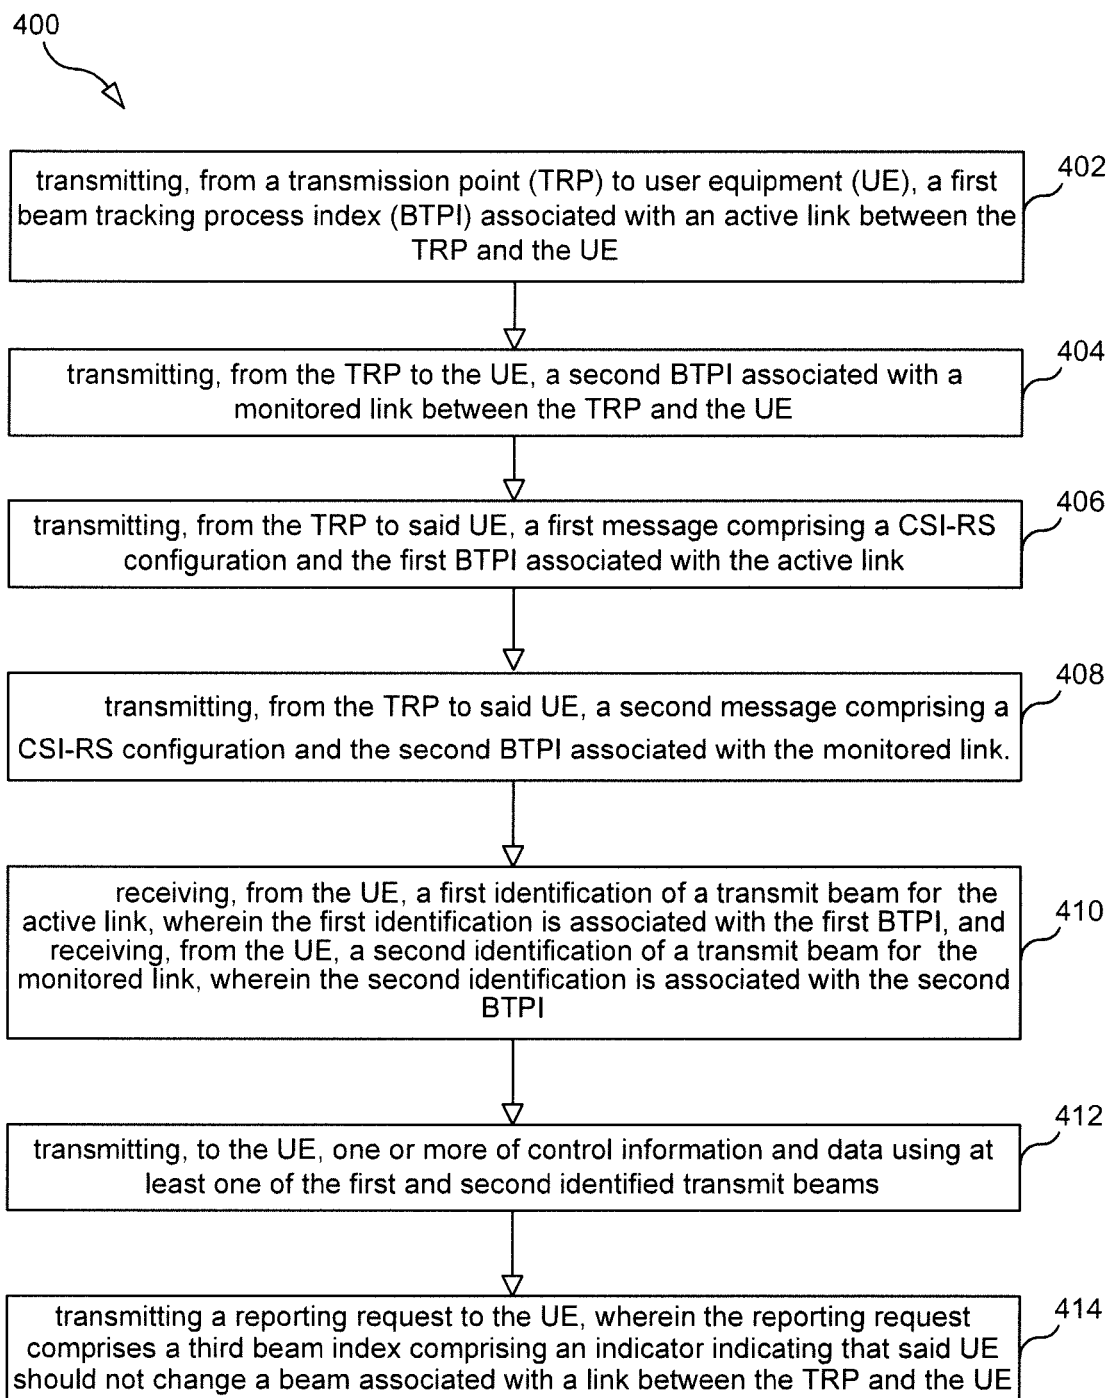 400
402
transmitting, from a transmission point (TRP) to user equipment (UE), a first
beam tracking process index (BTPI) associated with an active link between the
TRP and the UE
404
transmitting, from the TRP to the UE, a second BTPI associated with a
monitored link between the TRP and the UE
406
transmitting, from the TRP to said UE, a first message comprising a CSI-RS
configuration and the first BTPI associated with the active link
408
transmitting, from the TRP to said UE, a second message comprising a
CSI-RS configuration and the second BTPI associated with the monitored link.
410
receiving, from the UE, a first identification of a transmit beam for the
active link, wherein the first identification is associated with the first BTPI, and
receiving, from the UE, a second identification of a transmit beam for the
monitored link, wherein the second identification is associated with the second
BTPI
412
transmitting, to the UE, one or more of control information and data using at
least one of the first and second identified transmit beams
414
transmitting a reporting request to the UE, wherein the reporting request
comprises a third beam index comprising an indicator indicating that said UE
should not change a beam associated with a link between the TRP and the UE